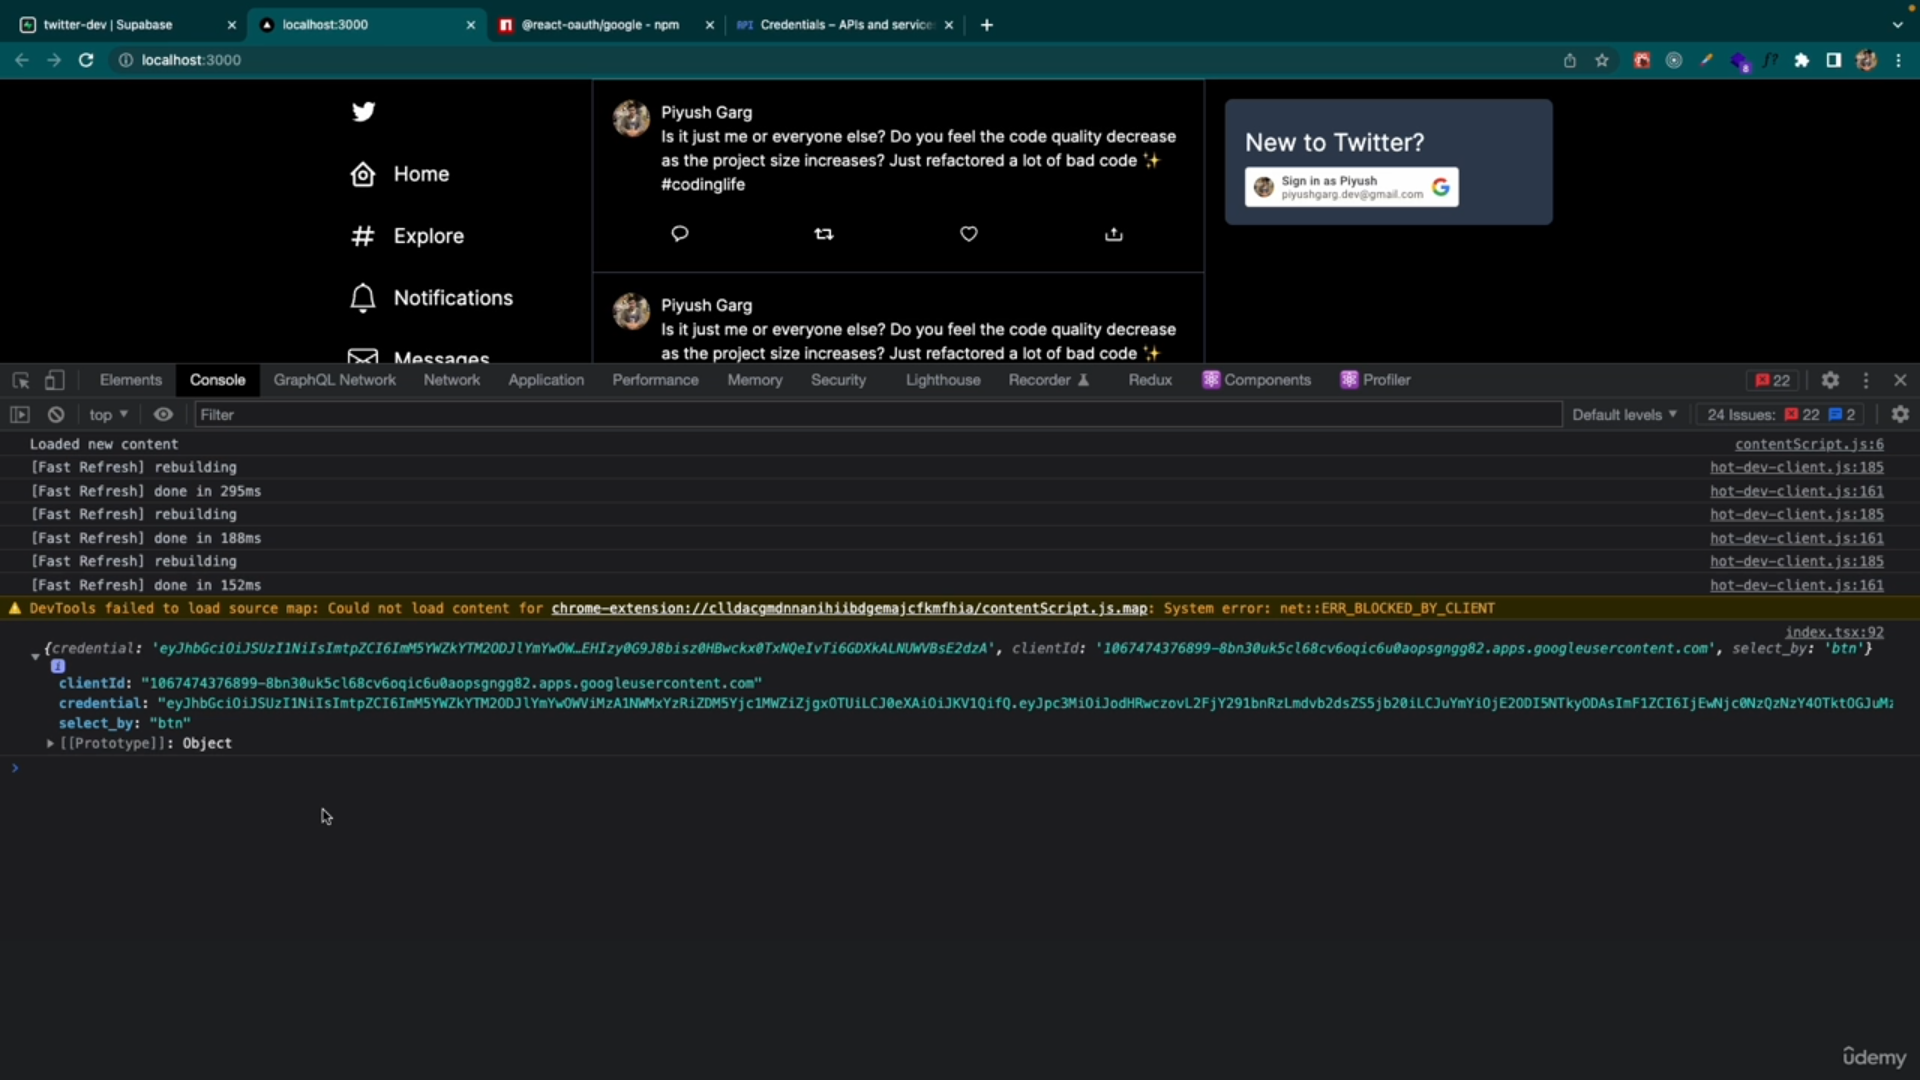 twitter-dev | Supabase
localhost:3000
@react-oauth/google - npm
API
Credentials – APIs and service
localhost:3000
Home
Explore
Notifications
Messages
Piyush Garg
Is it just me or everyone else? Do you feel the code quality decrease
as the project size increases? Just refactored a lot of bad code ✨
#codinglife
Piyush Garg
Is it just me or everyone else? Do you feel the code quality decrease
as the project size increases? Just refactored a lot of bad code ✨
New to Twitter?
Sign in as Piyush
piyushgarg.dev@gmail.com
Elements Console GraphQL Network Network Application Performance Memory Security Lighthouse Recorder Redux Components Profiler 22
top Filter Default levels 24 Issues: 22 2
Loaded new content contentScript.js:6
[Fast Refresh] rebuilding hot-dev-client.js:185
[Fast Refresh] done in 295ms hot-dev-client.js:161
[Fast Refresh] rebuilding hot-dev-client.js:185
[Fast Refresh] done in 188ms hot-dev-client.js:161
[Fast Refresh] rebuilding hot-dev-client.js:185
[Fast Refresh] done in 152ms hot-dev-client.js:161
DevTools failed to load source map: Could not load content for chrome-extension://clldacgmdnnanihiibdgemajcfkmfhia/contentScript.js.map: System error: net::ERR_BLOCKED_BY_CLIENT
index.tsx:92
{credential: 'eyJhbGciOiJSUzI1NiIsImtpZCI6ImM5YWZkYTM2ODJlYmYwOW…EHIzy0G9J8bisz0HBwckx0TxNQeIvTi6GDXkALNUWVBsE2dzA', clientId: '1067474376899-8bn30uk5cl68cv6oqic6u0aopsgngg82.apps.googleusercontent.com', select_by: 'btn'}
clientId: "1067474376899-8bn30uk5cl68cv6oqic6u0aopsgngg82.apps.googleusercontent.com"
credential: "eyJhbGciOiJSUzI1NiIsImtpZCI6ImM5YWZkYTM2ODJlYmYwOWViMzA1NWMxYzRiZDM5Yjc1MWZiZjgxOTUiLCJ0eXAiOiJKV1QifQ.eyJpc3MiOiJodHRwczovL2FjY291bnRzLmdvb2dsZS5jb20iLCJuYmYiOjE2ODI5NTkyODAsImF1ZCI6IjEwNjc0NzQzNzY4OTktOGJuMz
select_by: "btn"
[[Prototype]]: Object
ûdemy